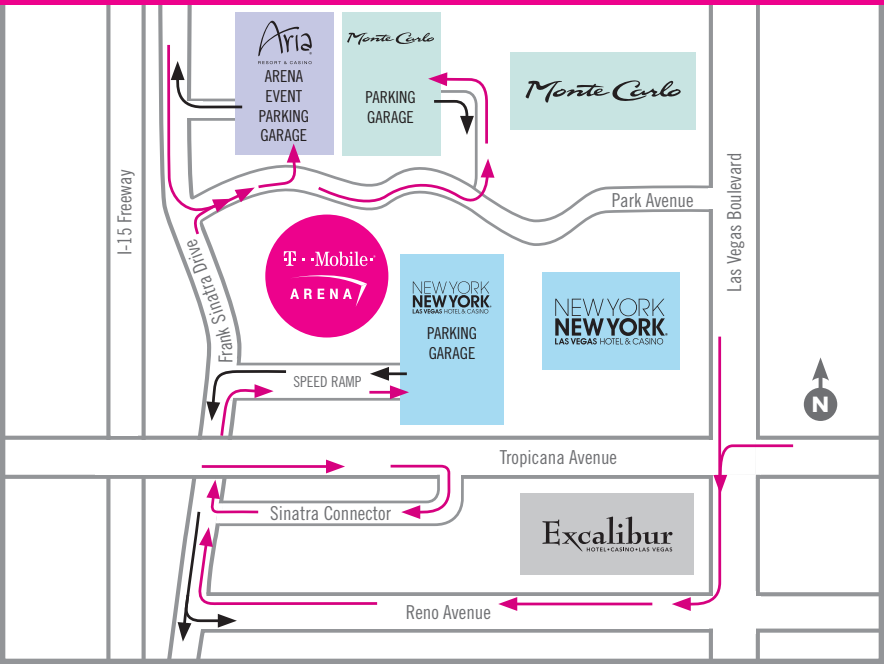 Aria
RESORT & CASINO
ARENA
EVENT
PARKING
GARAGE
Monte Carlo
PARKING
GARAGE
Monte Carlo
I-15 Freeway
Park Avenue
Las Vegas Boulevard
Frank Sinatra Drive
T··Mobile·
ARENA
NEW YORK
NEW YORK®
LAS VEGAS HOTEL & CASINO
PARKING
GARAGE
NEW YORK
NEW YORK®
LAS VEGAS HOTEL & CASINO
SPEED RAMP
N
Tropicana Avenue
Sinatra Connector
Excalibur
HOTEL•CASINO•LAS VEGAS
Reno Avenue